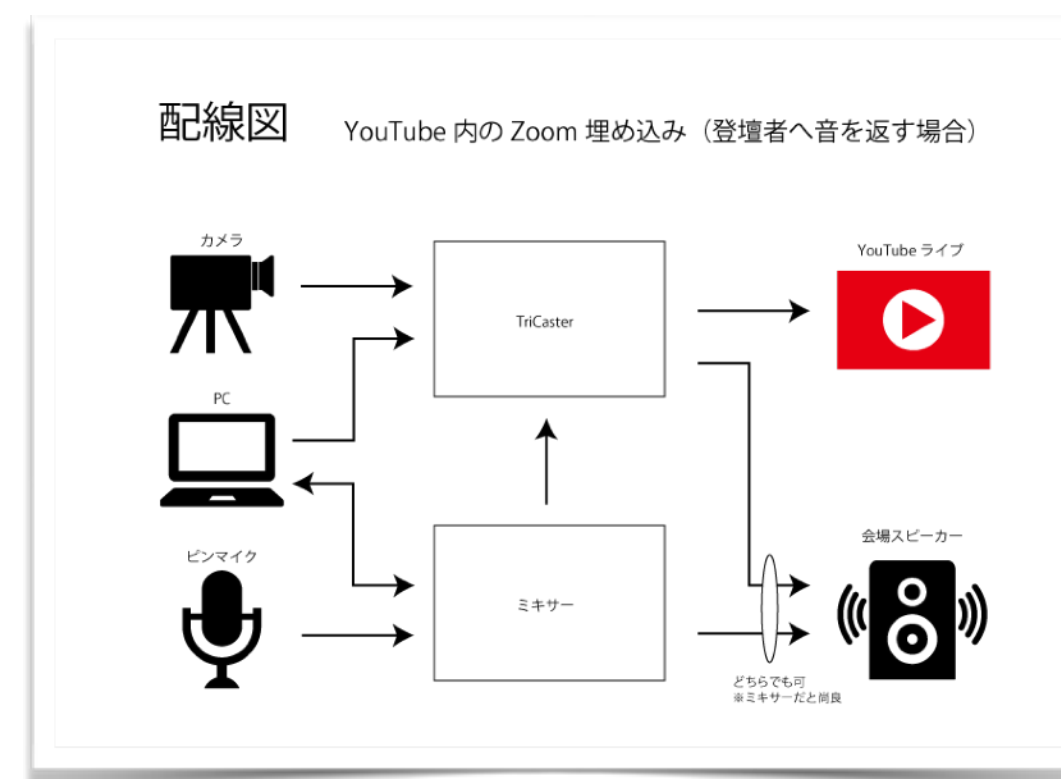 配線図
YouTube 内の Zoom 埋め込み（登壇者へ音を返す場合）
カメラ
TriCaster
YouTube ライブ
PC
ピンマイク
ミキサー
会場スピーカー
どちらでも可
※ミキサーだと尚良